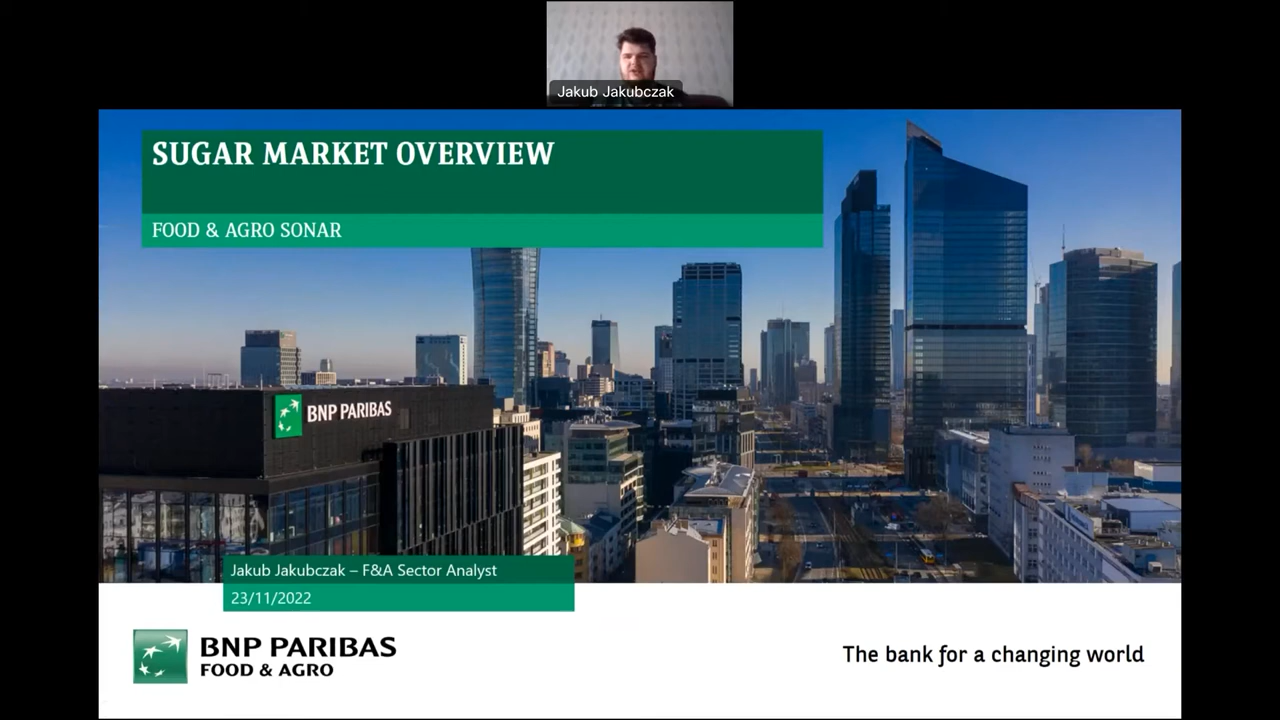 Jakub Jakubczak
SUGAR MARKET OVERVIEW
FOOD & AGRO SONAR
BNP PARIBAS
Jakub Jakubczak – F&A Sector Analyst
23/11/2022
BNP PARIBAS
FOOD & AGRO
The bank for a changing world